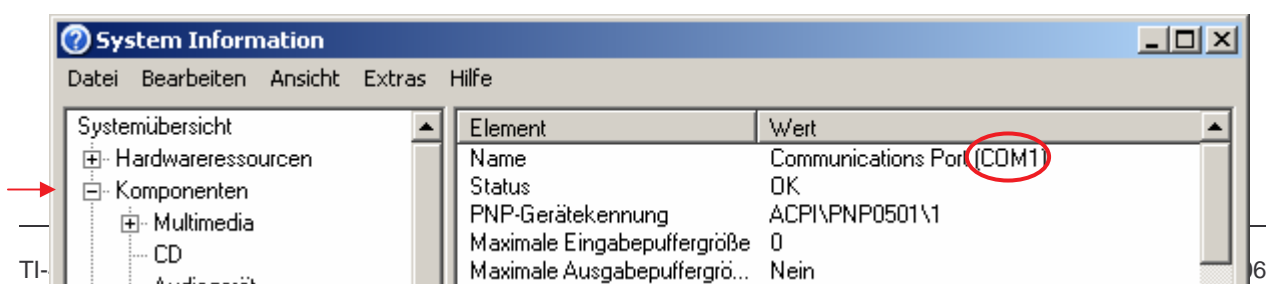 System Information
Datei Bearbeiten Ansicht Extras Hilfe
Systemübersicht
Hardwareressourcen
Komponenten
Multimedia
CD
Element Wert
Name Communications Port (COM1)
Status OK
PNP-Gerätekennung ACPI\PNP0501\1
Maximale Eingabepuffergröße 0
Maximale Ausgabepuffergrö... Nein
TI-